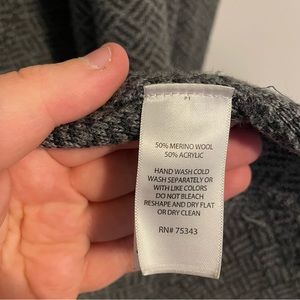 50% MERINO WOOL
50% ACRYLIC
HAND WASH COLD
WASH SEPARATELY OR
WITH LIKE COLORS
DO NOT BLEACH
RESHAPE AND DRY FLAT
OR DRY CLEAN
RN# 75343